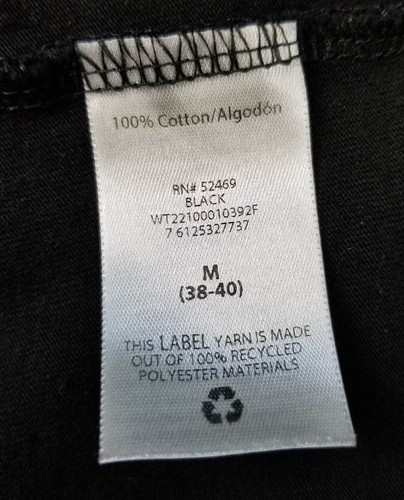 100% Cotton/Algodón
RN# 52469
BLACK
WT22100010392F
7 6125327737
M
(38-40)
THIS LABEL YARN IS MADE
OUT OF 100% RECYCLED
POLYESTER MATERIALS